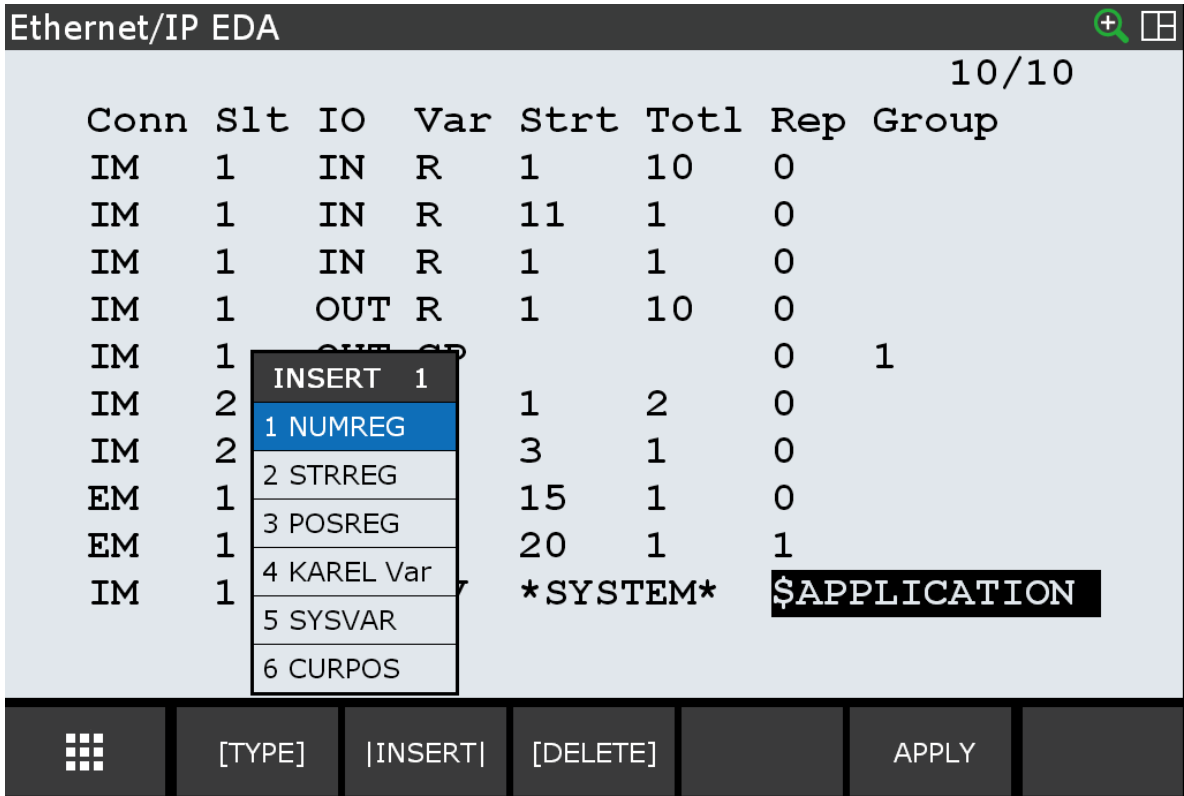 Ethernet/IP EDA
10/10
Conn Slt IO Var Strt Totl Rep Group
IM 1 IN R 1 10 0
IM 1 IN R 11 1 0
IM 1 IN R 1 1 0
IM 1 OUT R 1 10 0
IM 1 0 1
IM 2 1 2 0
IM 2 3 1 0
EM 1 15 1 0
EM 1 20 1 1
IM 1 *SYSTEM* $APPLICATION
INSERT 1
1 NUMREG
2 STRREG
3 POSREG
4 KAREL Var
5 SYSVAR
6 CURPOS
[TYPE] |INSERT| [DELETE] APPLY